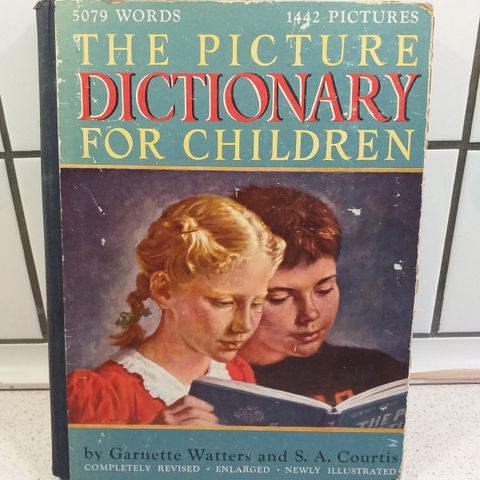 5079 WORDS 1442 PICTURES
THE PICTURE
DICTIONARY
FOR CHILDREN
by Garnette Watters and S. A. Courtis
COMPLETELY REVISED · ENLARGED · NEWLY ILLUSTRATED